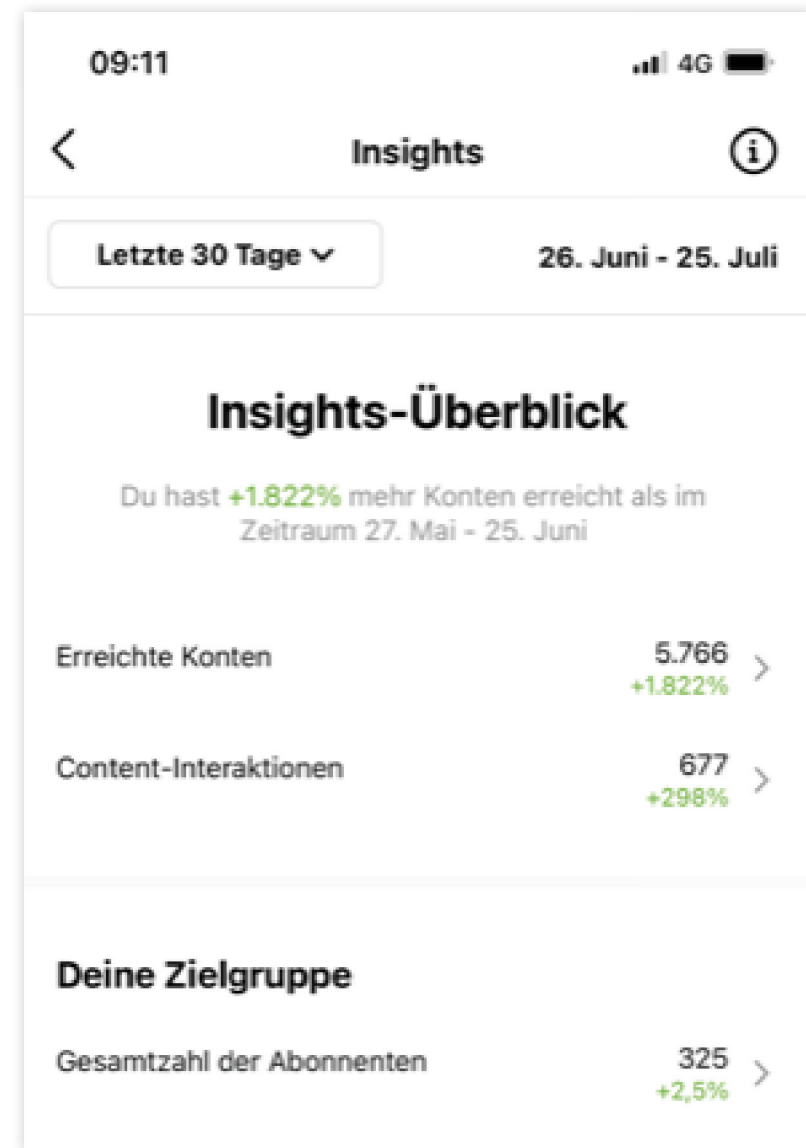 09:11
4G
Insights
Letzte 30 Tage
26. Juni - 25. Juli
Insights-Überblick
Du hast +1.822% mehr Konten erreicht als im
Zeitraum 27. Mai - 25. Juni
Erreichte Konten
5.766
+1.822%
Content-Interaktionen
677
+298%
Deine Zielgruppe
Gesamtzahl der Abonnenten
325
+2,5%